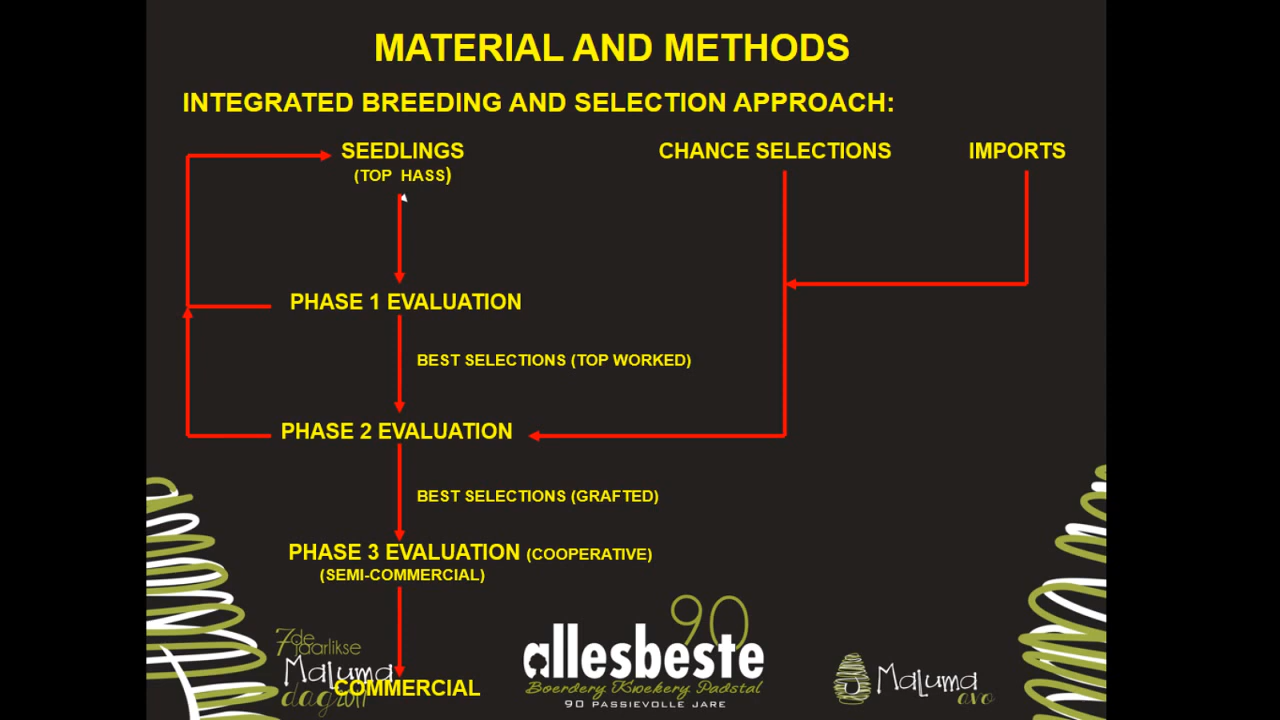 MATERIAL AND METHODS
INTEGRATED BREEDING AND SELECTION APPROACH:
SEEDLINGS
(TOP HASS)
CHANCE SELECTIONS
IMPORTS
PHASE 1 EVALUATION
BEST SELECTIONS (TOP WORKED)
PHASE 2 EVALUATION
BEST SELECTIONS (GRAFTED)
PHASE 3 EVALUATION (COOPERATIVE)
(SEMI-COMMERCIAL)
COMMERCIAL
7de
jaarlikse
Maluma
dag 2017
90
allesbeste
Boerdery Kwekery Padstal
90 PASSIEVOLLE JARE
Maluma
avo